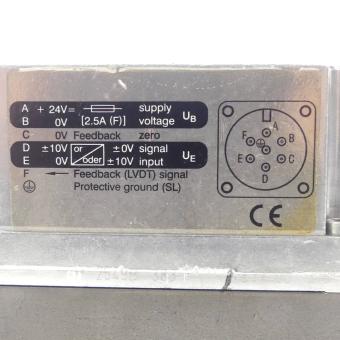 A + 24V= supply
B 0V [2.5A (F)] voltage UB
C 0V Feedback zero
D ±10V or ±0V signal
E 0V oder ±10V input UE
F ← Feedback (LVDT) signal
Protective ground (SL)
A
F B
E C
D
CE